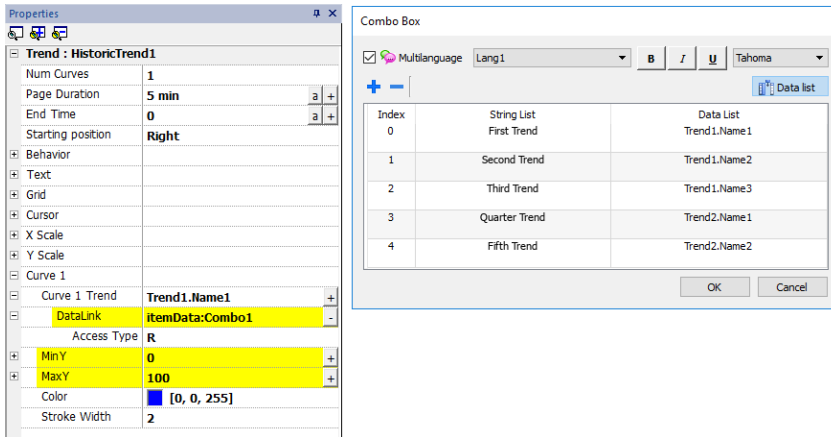 Properties
Trend : HistoricTrend1
Num Curves 1
Page Duration 5 min a +
End Time 0 a +
Starting position Right
Behavior
Text
Grid
Cursor
X Scale
Y Scale
Curve 1
Curve 1 Trend Trend1.Name1 +
DataLink itemData:Combo1 -
Access Type R
MinY 0 +
MaxY 100 +
Color [0, 0, 255]
Stroke Width 2
Combo Box
Multilanguage Lang1 B I U Tahoma
Data list
Index String List Data List
0 First Trend Trend1.Name1
1 Second Trend Trend1.Name2
2 Third Trend Trend1.Name3
3 Quarter Trend Trend2.Name1
4 Fifth Trend Trend2.Name2
OK Cancel